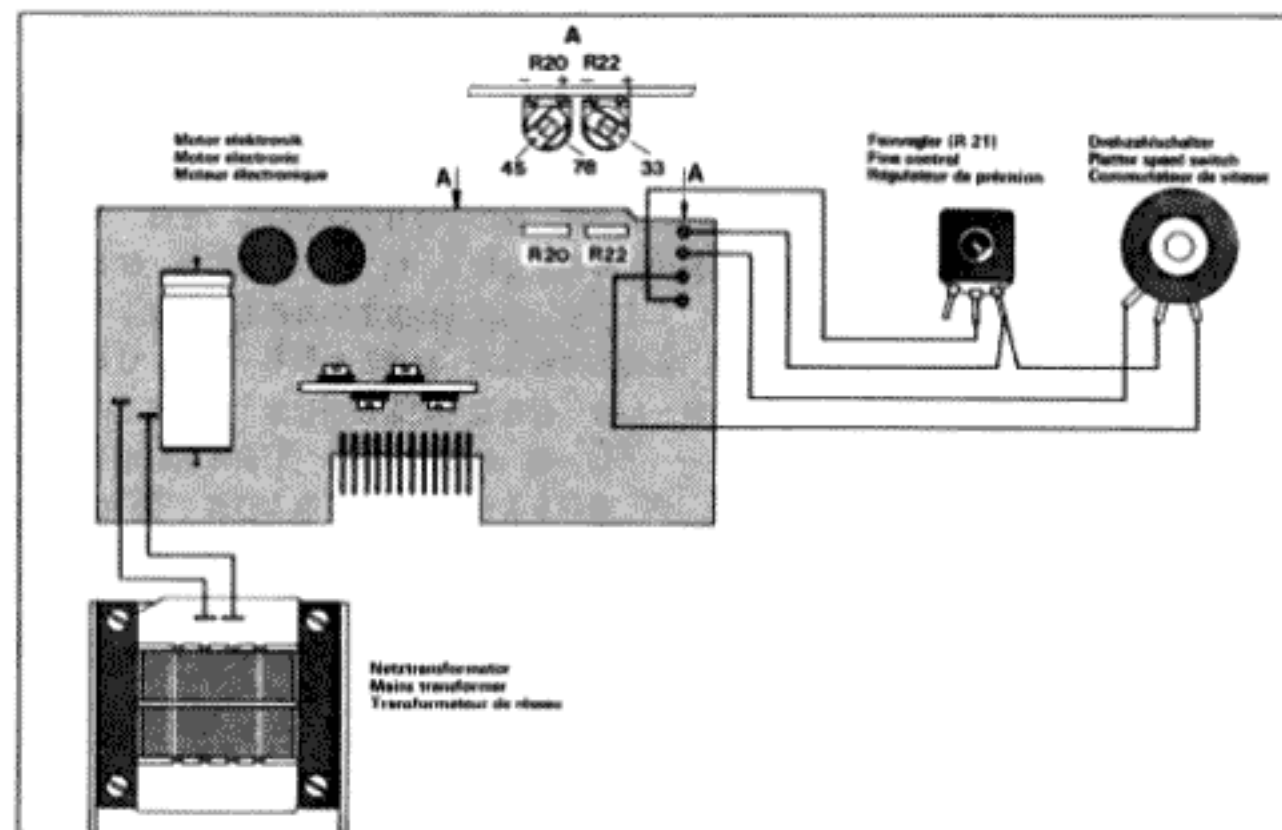 A
R20 R22
- + - +
45 78 33
Motor elektronik
Motor electronic
Moteur électronique
A
A
Feinregler (R 21)
Fine control
Régulateur de précision
Drehzahlschalter
Platter speed switch
Commutateur de vitesse
R20 R22
Netztransformator
Mains transformer
Transformateur de réseau